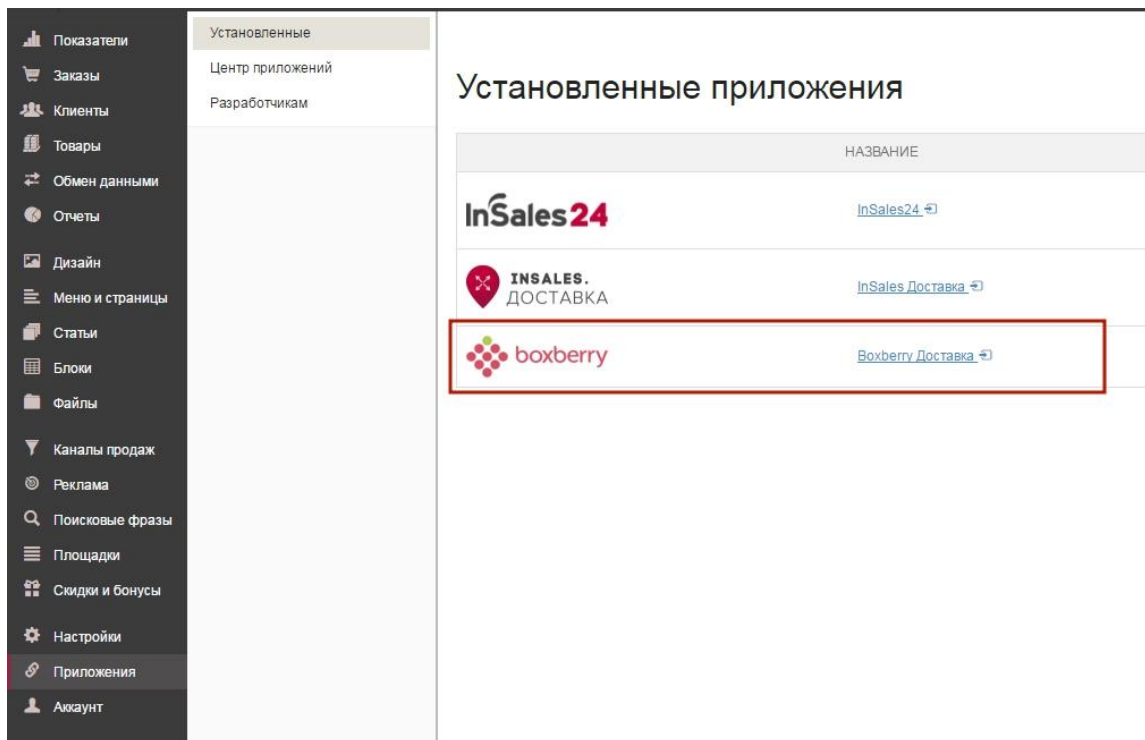 Показатели
Заказы
Клиенты
Товары
Обмен данными
Отчеты
Дизайн
Меню и страницы
Статьи
Блоки
Файлы
Каналы продаж
Реклама
Поисковые фразы
Площадки
Скидки и бонусы
Настройки
Приложения
Аккаунт
Установленные
Центр приложений
Разработчикам
Установленные приложения
НАЗВАНИЕ
InSales24
InSales24
INSALES.
ДОСТАВКА
InSales Доставка
boxberry
Boxberry Доставка